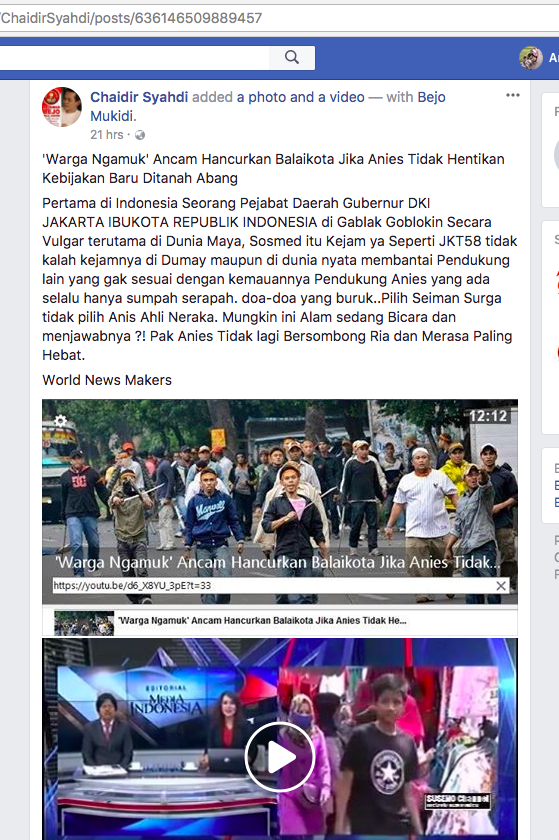 /ChaidirSyahdi/posts/636146509889457
Chaidir Syahdi added a photo and a video — with Bejo
Mukidi.
21 hrs ·
'Warga Ngamuk' Ancam Hancurkan Balaikota Jika Anies Tidak Hentikan
Kebijakan Baru Ditanah Abang
Pertama di Indonesia Seorang Pejabat Daerah Gubernur DKI
JAKARTA IBUKOTA REPUBLIK INDONESIA di Gablak Goblokin Secara
Vulgar terutama di Dunia Maya, Sosmed itu Kejam ya Seperti JKT58 tidak
kalah kejamnya di Dumay maupun di dunia nyata membantai Pendukung
lain yang gak sesuai dengan kemauannya Pendukung Anies yang ada
selalu hanya sumpah serapah. doa-doa yang buruk..Pilih Seiman Surga
tidak pilih Anis Ahli Neraka. Mungkin ini Alam sedang Bicara dan
menjawabnya ?! Pak Anies Tidak lagi Bersombong Ria dan Merasa Paling
Hebat.
World News Makers
12:12
'Warga Ngamuk' Ancam Hancurkan Balaikota Jika Anies Tidak...
https://youtu.be/d6_X8YU_3pE?t=33
'Warga Ngamuk' Ancam Hancurkan Balaikota Jika Anies Tidak He...
EDITORIAL
MEDIA
INDONESIA
SUSENO Channel